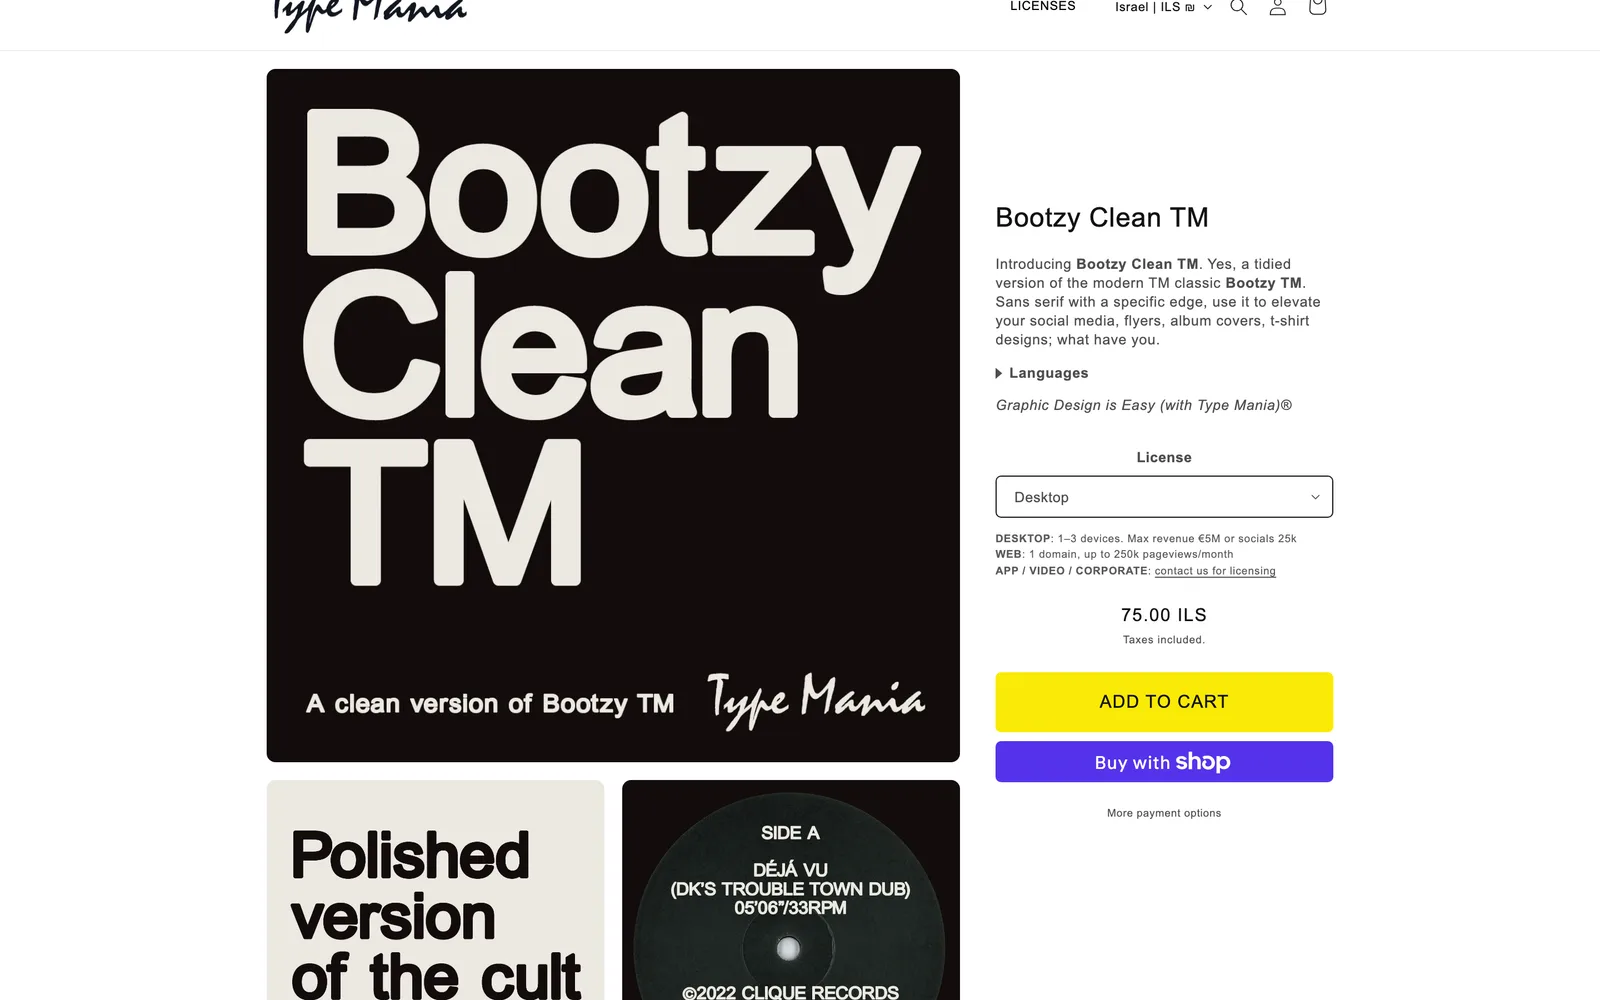 Type Mania
LICENSES
Israel | ILS ₪
Bootzy
Clean
TM
A clean version of Bootzy TM
Type Mania
Bootzy Clean TM
Introducing Bootzy Clean TM. Yes, a tidied
version of the modern TM classic Bootzy TM.
Sans serif with a specific edge, use it to elevate
your social media, flyers, album covers, t-shirt
designs; what have you.
Languages
Graphic Design is Easy (with Type Mania)®
License
Desktop
DESKTOP: 1–3 devices. Max revenue €5M or socials 25k
WEB: 1 domain, up to 250k pageviews/month
APP / VIDEO / CORPORATE: contact us for licensing
75.00 ILS
Taxes included.
ADD TO CART
Buy with shop
More payment options
Polished
version
of the cult
SIDE A
DÉJÁ VU
(DK'S TROUBLE TOWN DUB)
05'06"/33RPM
©2022 CLIQUE RECORDS